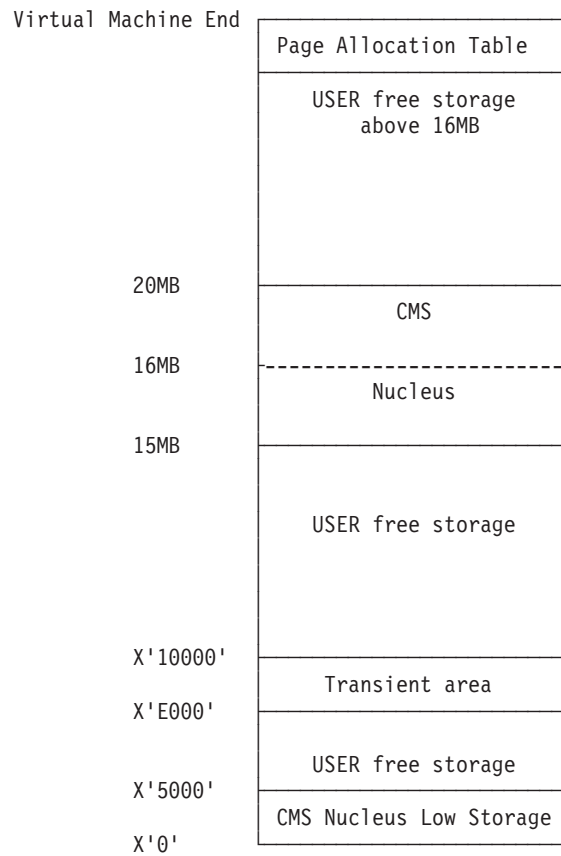 Virtual Machine End
Page Allocation Table
USER free storage
above 16MB
20MB
CMS
16MB
Nucleus
15MB
USER free storage
X'10000'
Transient area
X'E000'
USER free storage
X'5000'
CMS Nucleus Low Storage
X'0'